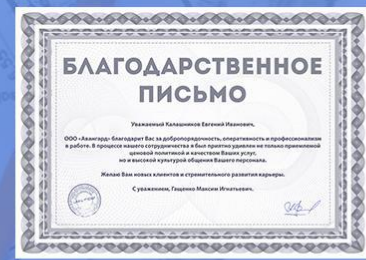 БЛАГОДАРСТВЕННОЕ
ПИСЬМО
Уважаемый Калашников Евгений Иванович,
ООО «Авангард» благодарит Вас за добропорядочность, оперативность и профессионализм
в работе. В процессе нашего сотрудничества я был приятно удивлен не только приемлемой
ценовой политикой и качеством Ваших услуг,
но и высокой культурой общения Вашего персонала.
Желаю Вам новых клиентов и стремительного развития карьеры.
С уважением, Гащенко Максим Игнатьевич.